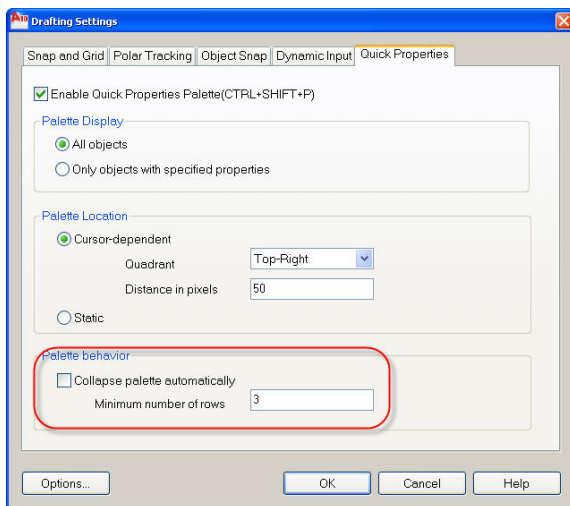 A10 Drafting Settings
Snap and Grid Polar Tracking Object Snap Dynamic Input Quick Properties
Enable Quick Properties Palette(CTRL+SHIFT+P)
Palette Display
All objects
Only objects with specified properties
Palette Location
Cursor-dependent
Quadrant Top-Right
Distance in pixels 50
Static
Palette behavior
Collapse palette automatically
Minimum number of rows 3
Options... OK Cancel Help